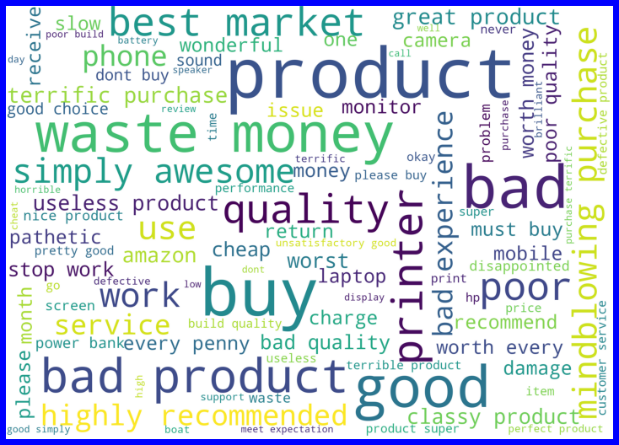 slow
best market
great product
receive
poor build
battery
wonderful
one
camera
well
never
phone
sound
call
day
dont buy
speaker
product
terrific purchase
issue
monitor
good choice
review
time
waste money
problem
purchase
worth money
brilliant
poor quality
mindblowing purchase
defective product
simply awesome
terrific
money
okay
please buy
horrible
performance
bad
useless product
quality
printer
bad experience
super
purchase terrific
cheat
nice product
use
return
must buy
pathetic
unsatisfactory good
pretty good
amazon
cheap
worst
mobile
stop work
dont
laptop
print
disappointed
go
defective
low
work
buy
display
hp
poor
please
month
screen
charge
price
service
build quality
recommend
customer service
power bank
every penny
bad quality
worth every
useless
terrible product
damage
bad product
high
good
support
waste
item
highly recommended
classy product
good simply
boat
meet expectation
product super
perfect product